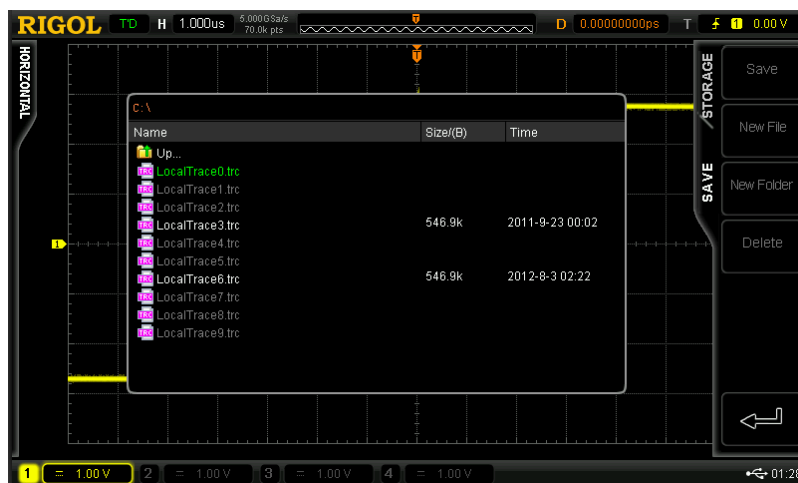 RIGOL T'D H 1.000us 5.000GSa/s 70.0k pts D 0.00000000ps T 1 0.00 V
HORIZONTAL
T
STORAGE
SAVE
Save
New File
New Folder
Delete
C:\
Name Size/(B) Time
Up...
LocalTrace0.trc
LocalTrace1.trc
LocalTrace2.trc
LocalTrace3.trc 546.9k 2011-9-23 00:02
LocalTrace4.trc
LocalTrace5.trc
LocalTrace6.trc 546.9k 2012-8-3 02:22
LocalTrace7.trc
LocalTrace8.trc
LocalTrace9.trc
1
1 = 1.00 V 2 = 1.00 V 3 = 1.00 V 4 = 1.00 V 01:28